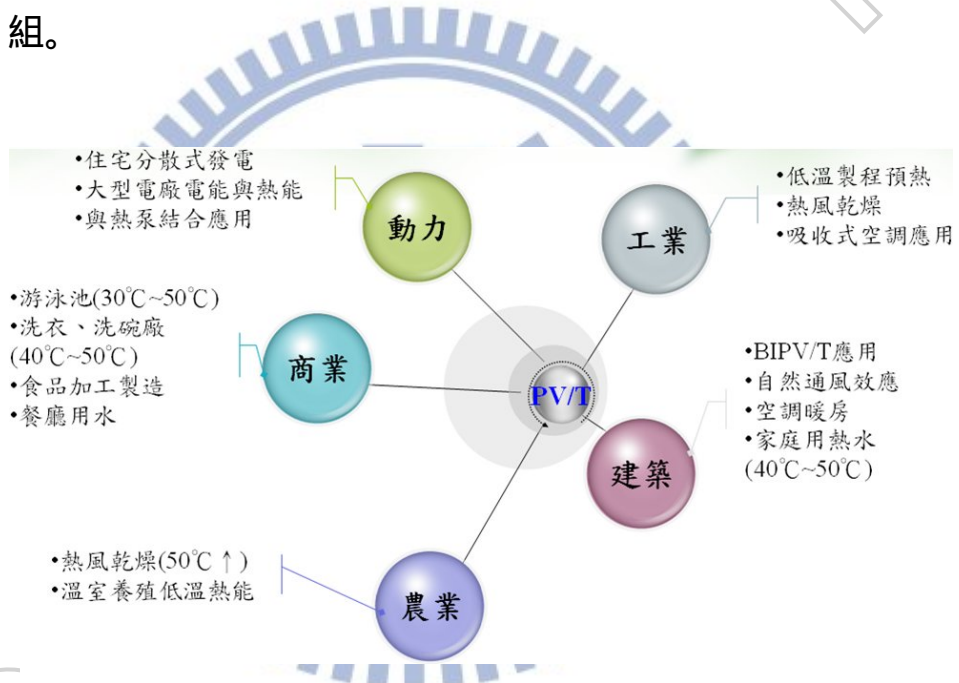 組。
•住宅分散式發電
•大型電廠電能與熱能
•與熱泵結合應用
動力
•低溫製程預熱
•熱風乾燥
•吸收式空調應用
工業
•游泳池(30℃~50℃)
•洗衣、洗碗廠
(40℃~50℃)
•食品加工製造
•餐廳用水
商業
PV/T
•BIPV/T應用
•自然通風效應
•空調暖房
•家庭用熱水
(40℃~50℃)
建築
•熱風乾燥(50℃↑)
•溫室養殖低溫熱能
農業